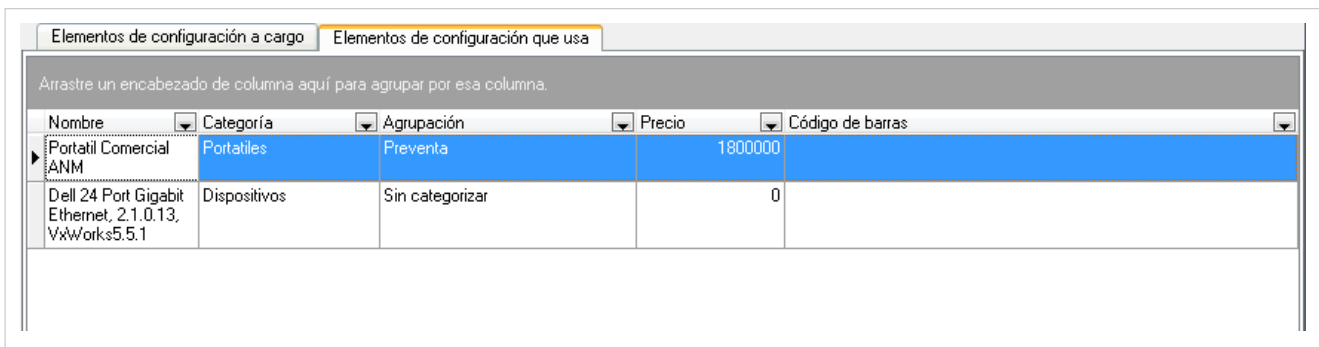 Elementos de configuración a cargo Elementos de configuración que usa
Arrastre un encabezado de columna aquí para agrupar por esa columna.
Nombre Categoría Agrupación Precio Código de barras
Portatil Comercial Portatiles Preventa 1800000
ANM
Dell 24 Port Gigabit Dispositivos Sin categorizar 0
Ethernet, 2.1.0.13,
VxWorks5.5.1